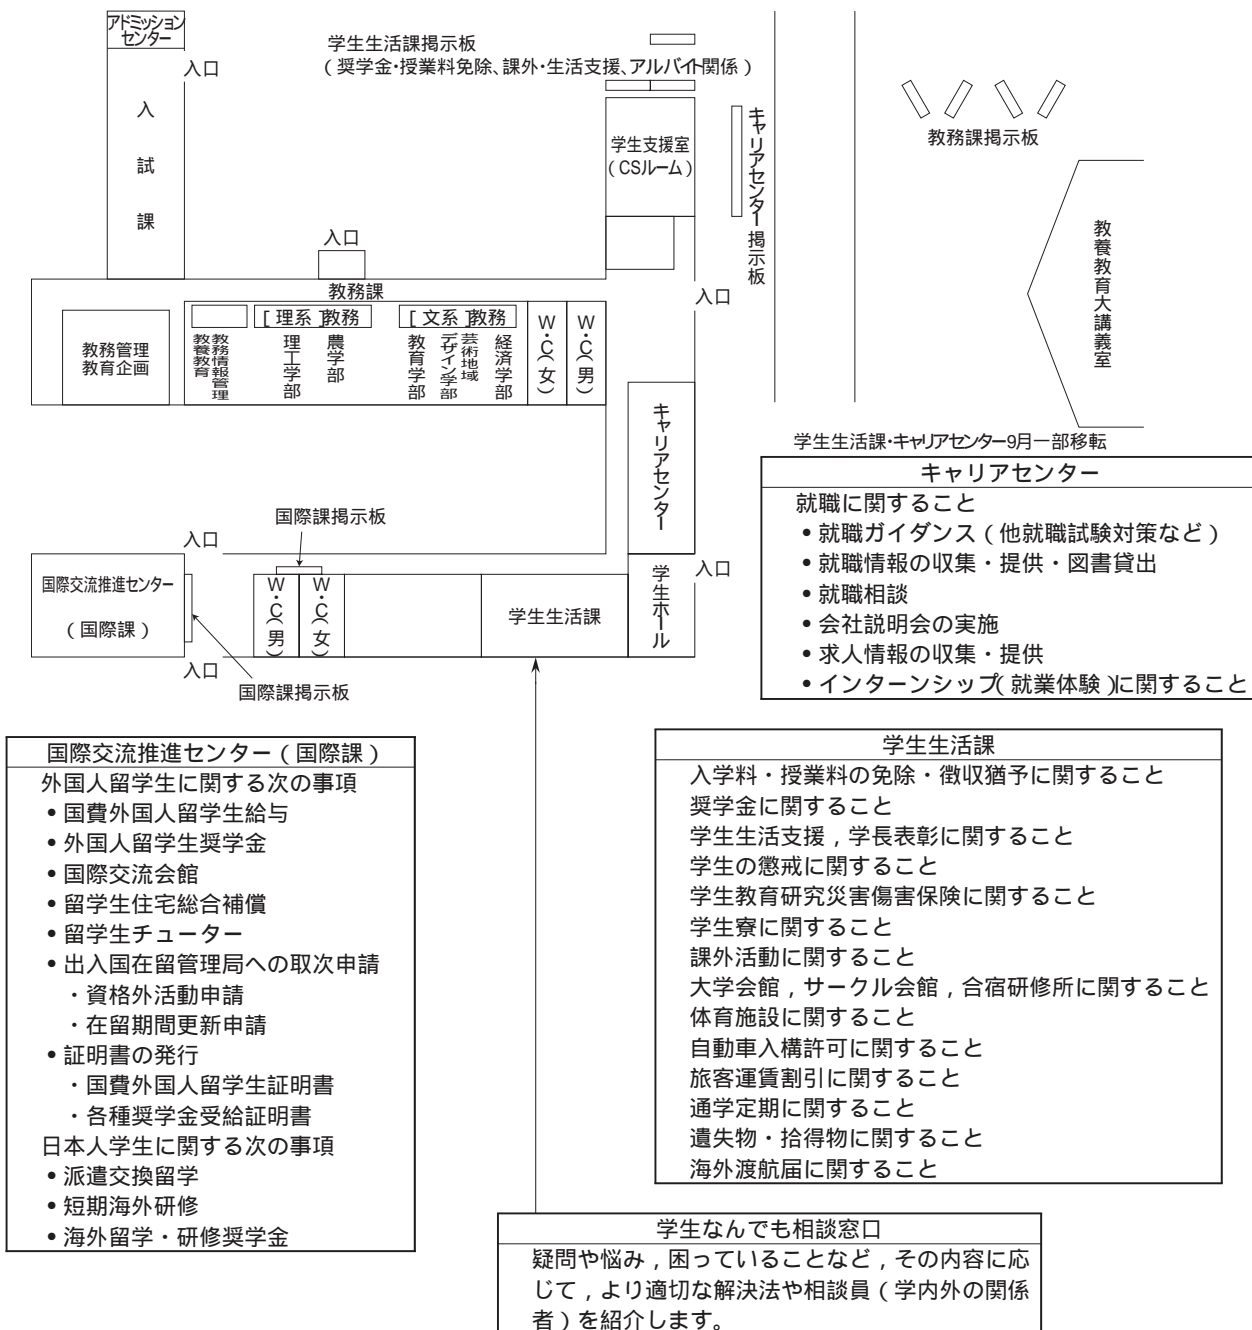 アドミッション
センター
入口
入試課
学生生活課掲示板
（奨学金・授業料免除、課外・生活支援、アルバイト関係）
学生支援室
（CSルーム）
キャリアセンター掲示板
教務課掲示板
教養教育大講義室
入口
入口
教務課
教務管理
教育企画
教務情報管理
教養教育
［理系］教務
理工学部
農学部
［文系］教務
教育学部
芸術地域
デザイン学部
経済学部
W・C（女）
W・C（男）
キャリアセンター
学生生活課・キャリアセンター9月一部移転
キャリアセンター
就職に関すること
•就職ガイダンス（他就職試験対策など）
•就職情報の収集・提供・図書貸出
•就職相談
•会社説明会の実施
•求人情報の収集・提供
•インターンシップ（就業体験）に関すること
国際課掲示板
入口
国際交流推進センター
（国際課）
W・C（男）
W・C（女）
学生生活課
学生ホール
入口
入口
国際課掲示板
国際交流推進センター（国際課）
外国人留学生に関する次の事項
•国費外国人留学生給与
•外国人留学生奨学金
•国際交流会館
•留学生住宅総合補償
•留学生チューター
•出入国在留管理局への取次申請
・資格外活動申請
・在留期間更新申請
•証明書の発行
・国費外国人留学生証明書
・各種奨学金受給証明書
日本人学生に関する次の事項
•派遣交換留学
•短期海外研修
•海外留学・研修奨学金
学生生活課
入学料・授業料の免除・徴収猶予に関すること
奨学金に関すること
学生生活支援，学長表彰に関すること
学生の懲戒に関すること
学生教育研究災害傷害保険に関すること
学生寮に関すること
課外活動に関すること
大学会館，サークル会館，合宿研修所に関すること
体育施設に関すること
自動車入構許可に関すること
旅客運賃割引に関すること
通学定期に関すること
遺失物・拾得物に関すること
海外渡航届に関すること
学生なんでも相談窓口
疑問や悩み，困っていることなど，その内容に応
じて，より適切な解決法や相談員（学内外の関係
者）を紹介します。